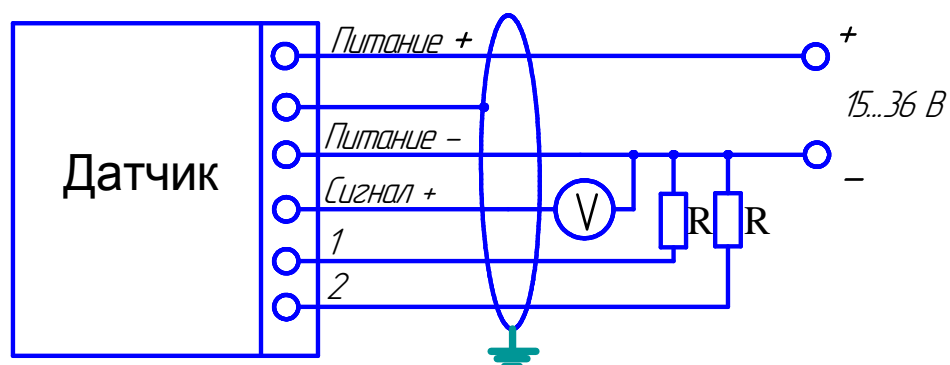 Питание +
+
15...36 В
Датчик
Питание –
–
Сигнал +
V
R
R
1
2